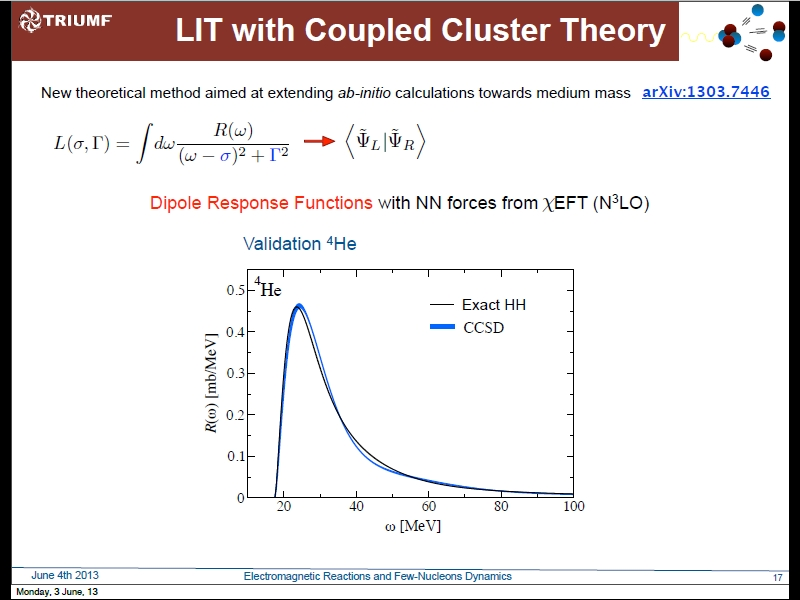 TRIUMF
LIT with Coupled Cluster Theory
New theoretical method aimed at extending ab-initio calculations towards medium mass arXiv:1303.7446
L(σ, Γ) = ∫ dω R(ω) / ((ω − σ)² + Γ²) → ⟨Ψ̃_L|Ψ̃_R⟩
Dipole Response Functions with NN forces from χEFT (N³LO)
Validation ⁴He
⁴He
Exact HH
CCSD
R(ω) [mb/MeV]
0.5
0.4
0.3
0.2
0.1
0
20 40 60 80 100
ω [MeV]
June 4th 2013 Electromagnetic Reactions and Few-Nucleons Dynamics 17
Monday, 3 June, 13